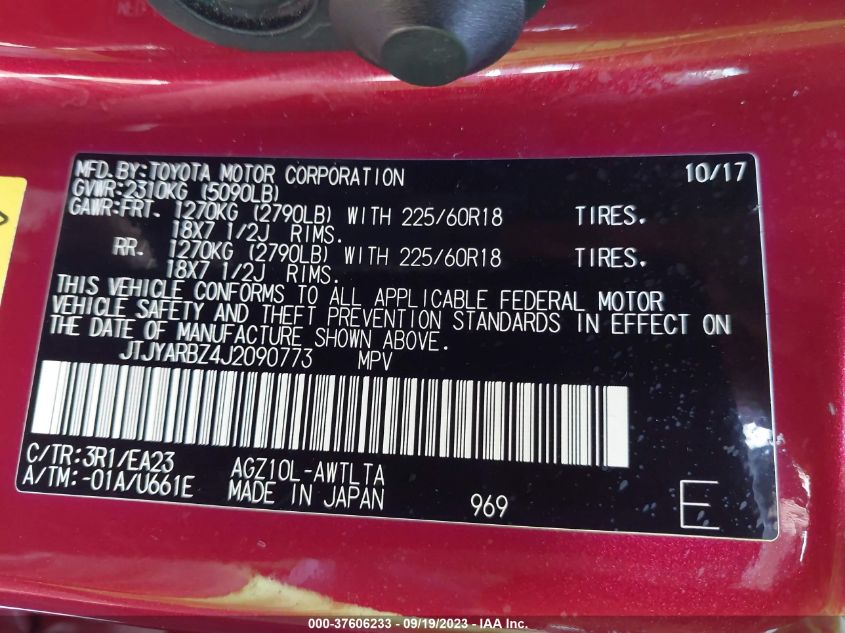 MFD.BY:TOYOTA MOTOR CORPORATION 10/17
GVWR:2310KG (5090LB)
GAWR:FRT. 1270KG (2790LB) WITH 225/60R18 TIRES.
18X7 1/2J RIMS.
RR. 1270KG (2790LB) WITH 225/60R18 TIRES.
18X7 1/2J RIMS.
THIS VEHICLE CONFORMS TO ALL APPLICABLE FEDERAL MOTOR
VEHICLE SAFETY AND THEFT PREVENTION STANDARDS IN EFFECT ON
THE DATE OF MANUFACTURE SHOWN ABOVE.
JTJYARBZ4J2090773 MPV
C/TR:3R1/EA23 AGZ10L-AWTLTA
A/TM:-01A/U661E MADE IN JAPAN 969 E
000-37606233 - 09/19/2023 - IAA Inc.